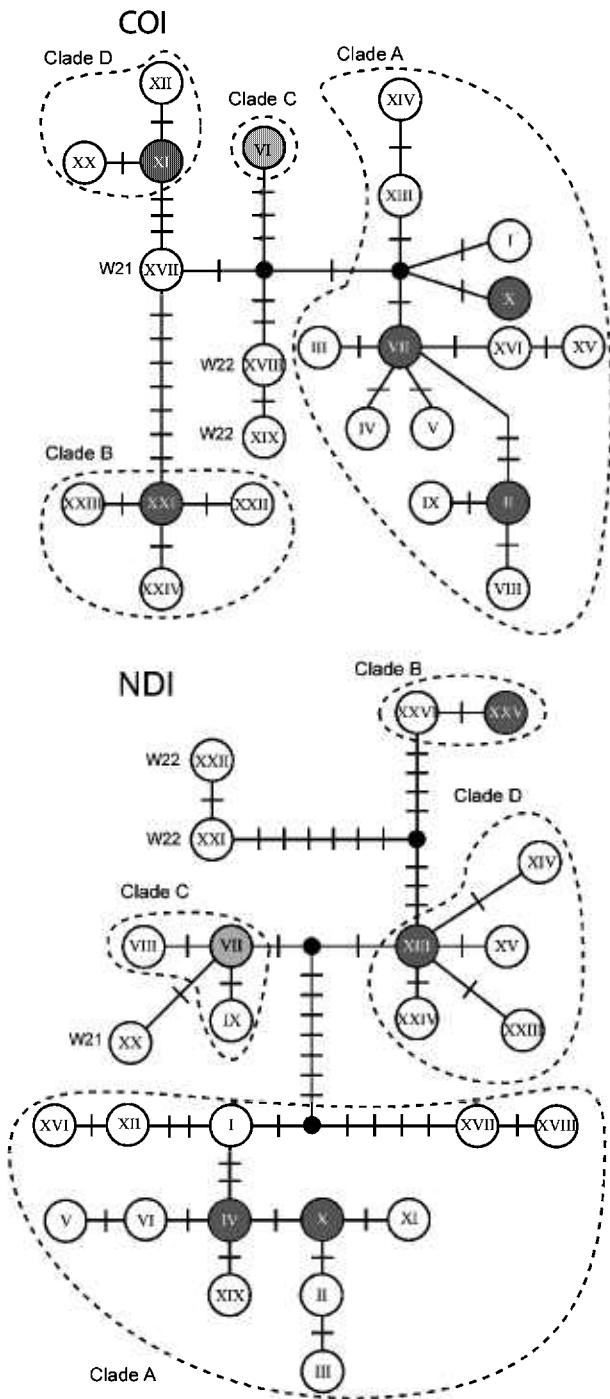 COI
Clade D
Clade A
Clade C
XII
XIV
XX
XI
VI
XIII
I
W21
XVII
X
W22
XVIII
III
VII
XVI
XV
W22
XIX
IV
V
Clade B
XXIII
XXI
XXII
IX
II
XXIV
VIII
NDI
Clade B
XXVI
XXV
W22
XXII
Clade D
W22
XXI
XIV
Clade C
VIII
VII
XIII
XV
W21
XX
IX
XXIV
XXIII
XVI
XII
I
XVII
XVIII
V
VI
IV
X
XI
XIX
II
III
Clade A